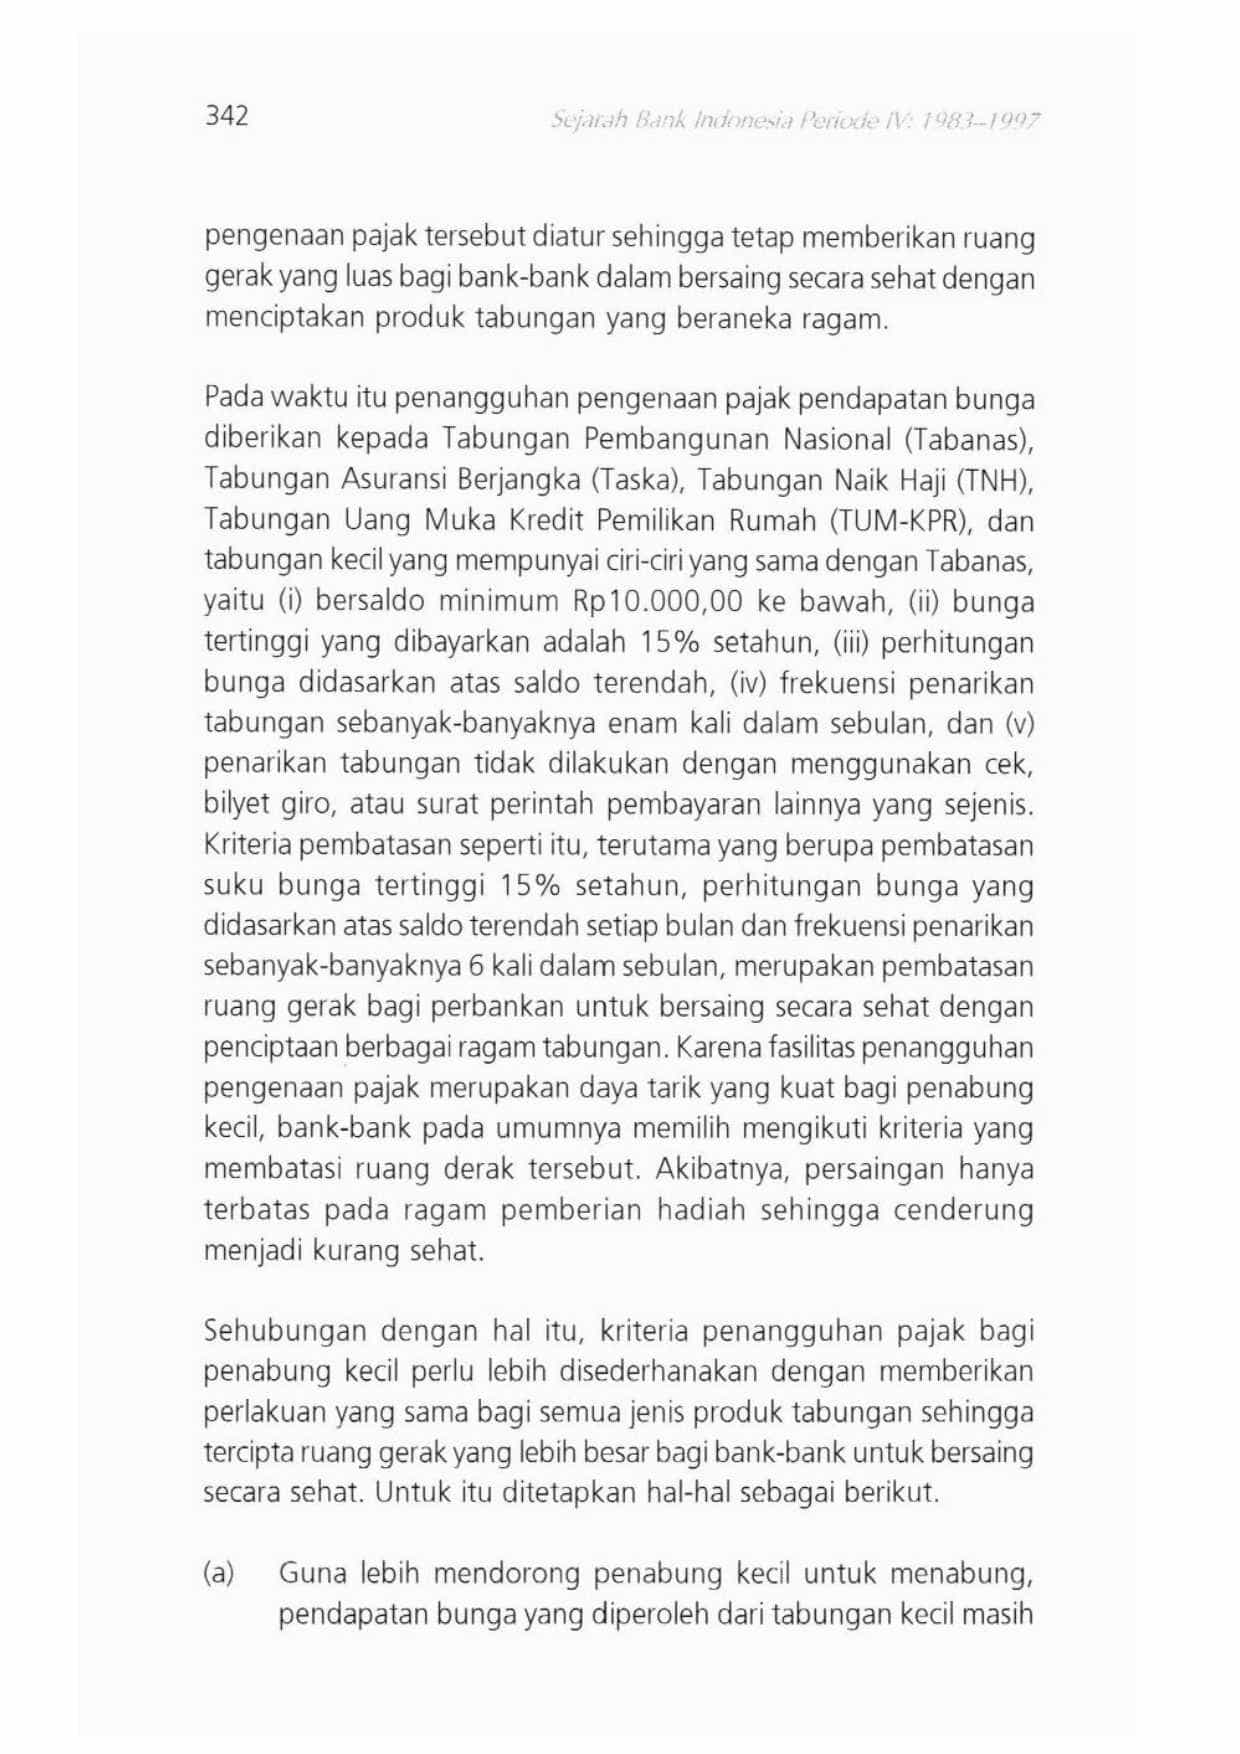 342
Sejarah Bank Indonesia Periode IV: 1983–1997
pengenaan pajak tersebut diatur sehingga tetap memberikan ruang
gerak yang luas bagi bank-bank dalam bersaing secara sehat dengan
menciptakan produk tabungan yang beraneka ragam.
Pada waktu itu penangguhan pengenaan pajak pendapatan bunga
diberikan kepada Tabungan Pembangunan Nasional (Tabanas),
Tabungan Asuransi Berjangka (Taska), Tabungan Naik Haji (TNH),
Tabungan Uang Muka Kredit Pemilikan Rumah (TUM-KPR), dan
tabungan kecil yang mempunyai ciri-ciri yang sama dengan Tabanas,
yaitu (i) bersaldo minimum Rp10.000,00 ke bawah, (ii) bunga
tertinggi yang dibayarkan adalah 15% setahun, (iii) perhitungan
bunga didasarkan atas saldo terendah, (iv) frekuensi penarikan
tabungan sebanyak-banyaknya enam kali dalam sebulan, dan (v)
penarikan tabungan tidak dilakukan dengan menggunakan cek,
bilyet giro, atau surat perintah pembayaran lainnya yang sejenis.
Kriteria pembatasan seperti itu, terutama yang berupa pembatasan
suku bunga tertinggi 15% setahun, perhitungan bunga yang
didasarkan atas saldo terendah setiap bulan dan frekuensi penarikan
sebanyak-banyaknya 6 kali dalam sebulan, merupakan pembatasan
ruang gerak bagi perbankan untuk bersaing secara sehat dengan
penciptaan berbagai ragam tabungan. Karena fasilitas penangguhan
pengenaan pajak merupakan daya tarik yang kuat bagi penabung
kecil, bank-bank pada umumnya memilih mengikuti kriteria yang
membatasi ruang derak tersebut. Akibatnya, persaingan hanya
terbatas pada ragam pemberian hadiah sehingga cenderung
menjadi kurang sehat.
Sehubungan dengan hal itu, kriteria penangguhan pajak bagi
penabung kecil perlu lebih disederhanakan dengan memberikan
perlakuan yang sama bagi semua jenis produk tabungan sehingga
tercipta ruang gerak yang lebih besar bagi bank-bank untuk bersaing
secara sehat. Untuk itu ditetapkan hal-hal sebagai berikut.
(a) Guna lebih mendorong penabung kecil untuk menabung,
pendapatan bunga yang diperoleh dari tabungan kecil masih